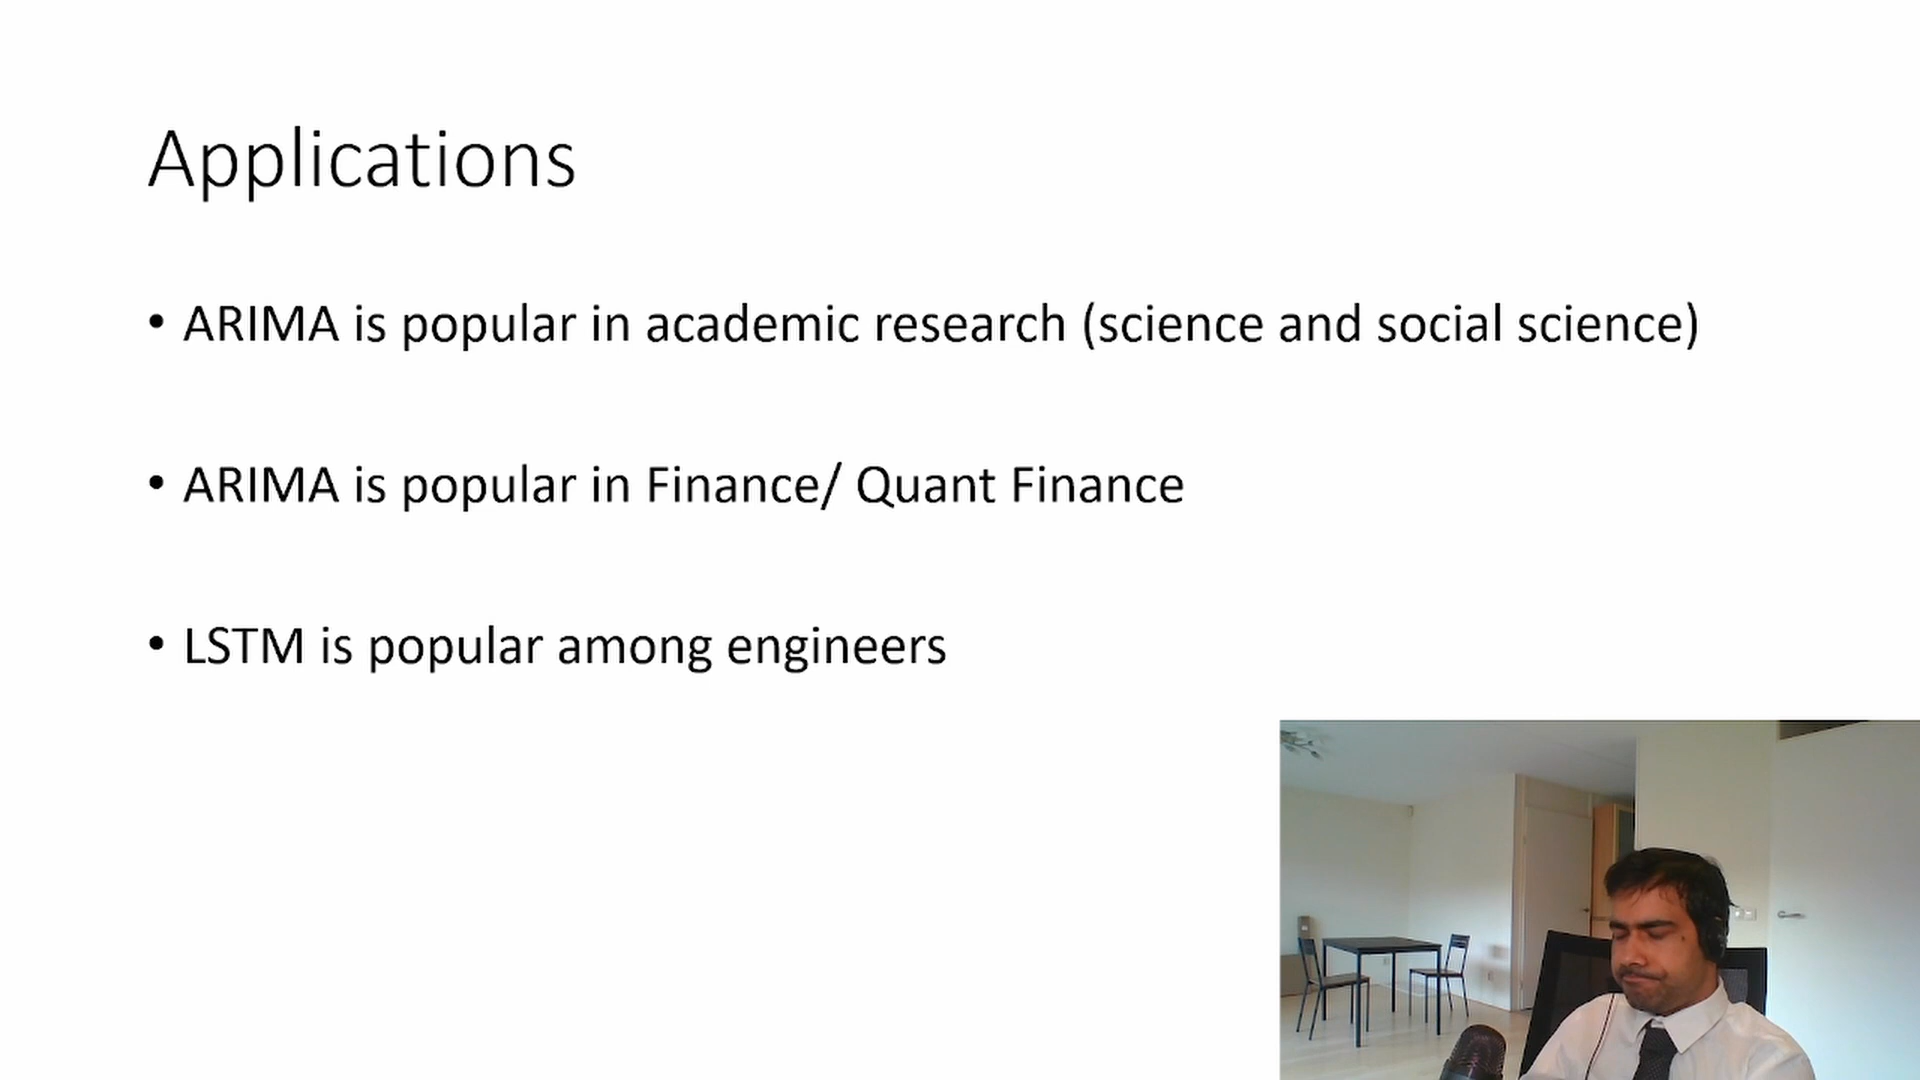 Applications
• ARIMA is popular in academic research (science and social science)
• ARIMA is popular in Finance/ Quant Finance
• LSTM is popular among engineers